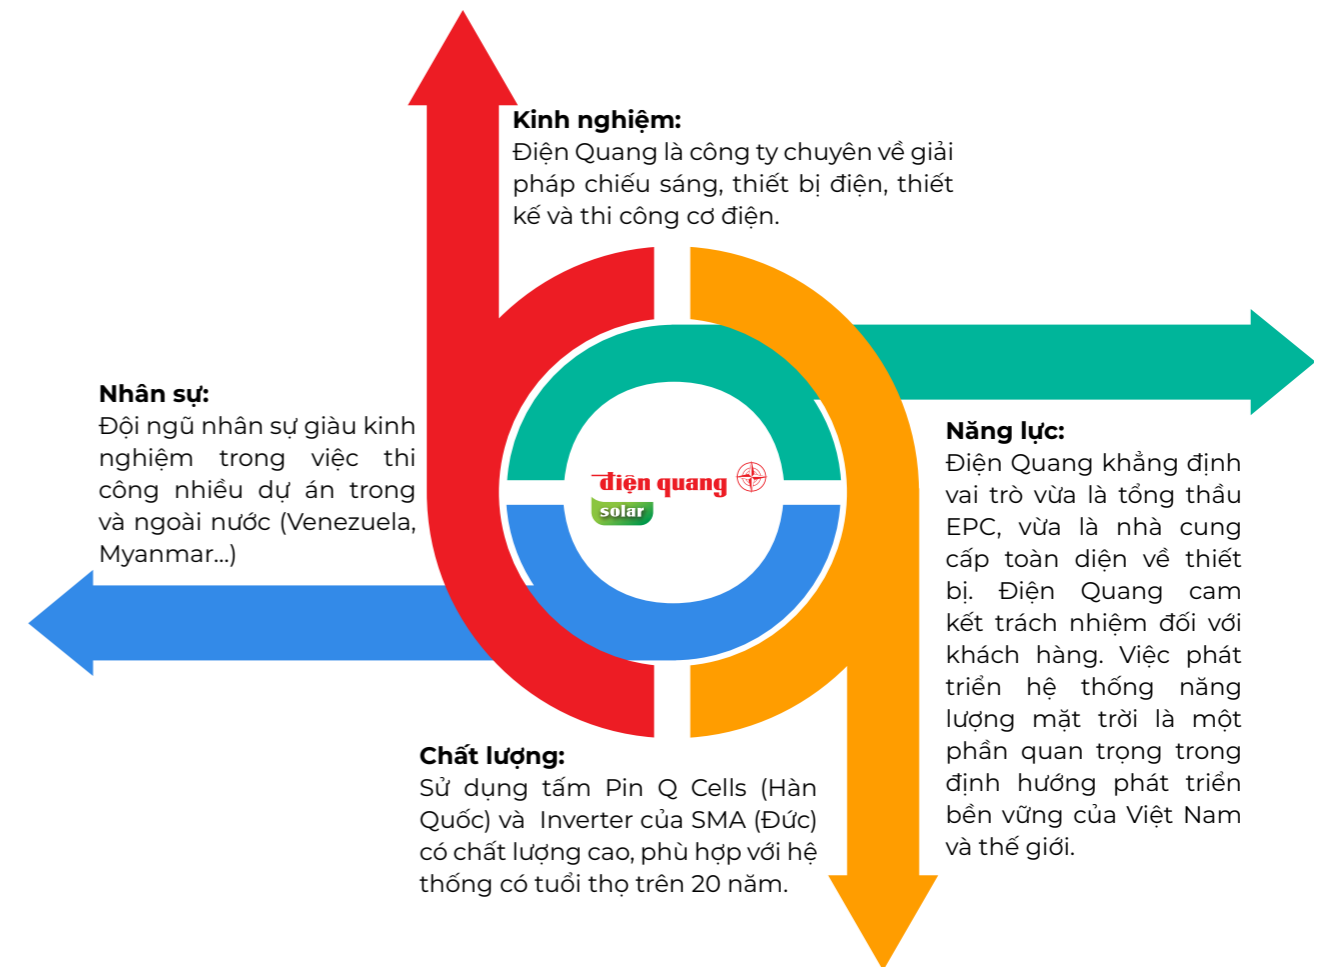 Kinh nghiệm:
Điện Quang là công ty chuyên về giải
pháp chiếu sáng, thiết bị điện, thiết
kế và thi công cơ điện.
Nhân sự:
Đội ngũ nhân sự giàu kinh
nghiệm trong việc thi
công nhiều dự án trong
và ngoài nước (Venezuela,
Myanmar...)
điện quang
solar
Năng lực:
Điện Quang khẳng định
vai trò vừa là tổng thầu
EPC, vừa là nhà cung
cấp toàn diện về thiết
bị. Điện Quang cam
kết trách nhiệm đối với
khách hàng. Việc phát
triển hệ thống năng
lượng mặt trời là một
phần quan trọng trong
định hướng phát triển
bền vững của Việt Nam
và thế giới.
Chất lượng:
Sử dụng tấm Pin Q Cells (Hàn
Quốc) và Inverter của SMA (Đức)
có chất lượng cao, phù hợp với hệ
thống có tuổi thọ trên 20 năm.